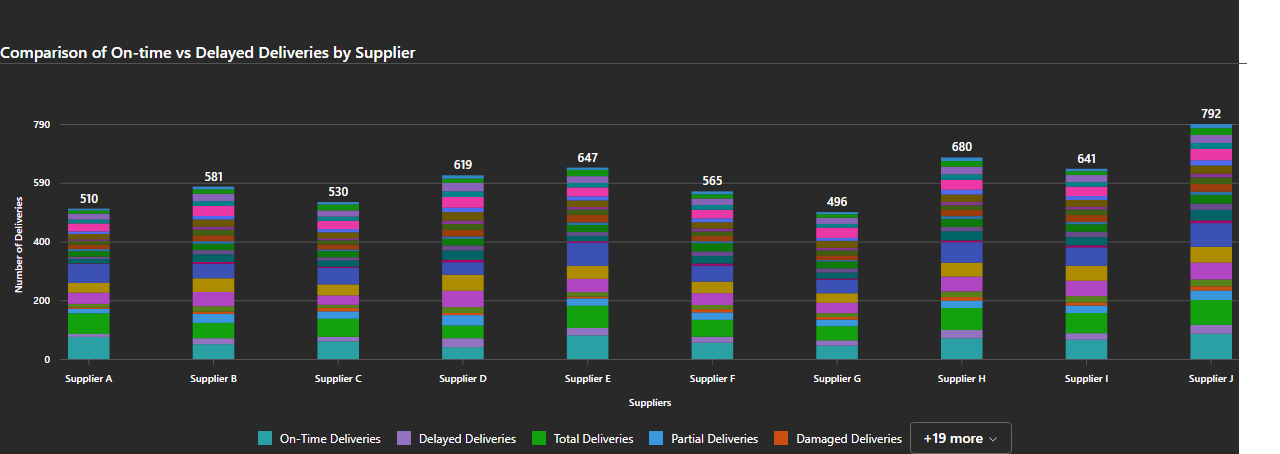 Comparison of On-time vs Delayed Deliveries by Supplier
Number of Deliveries
790
590
400
200
0
510
581
530
619
647
565
496
680
641
792
Supplier A
Supplier B
Supplier C
Supplier D
Supplier E
Supplier F
Supplier G
Supplier H
Supplier I
Supplier J
Suppliers
On-Time Deliveries
Delayed Deliveries
Total Deliveries
Partial Deliveries
Damaged Deliveries
+19 more